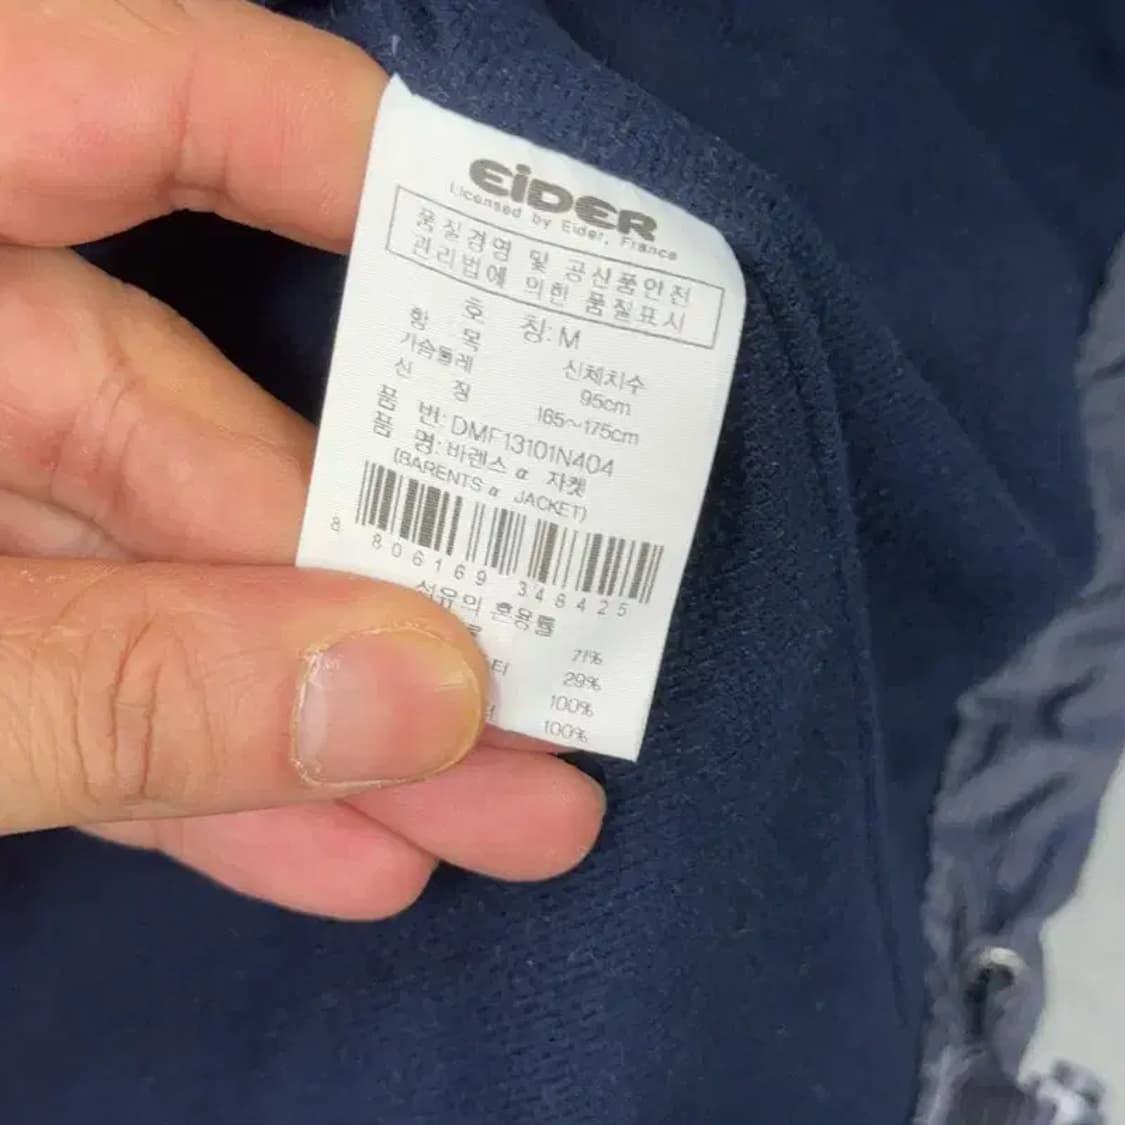 EiDER
Licensed by Eider, France
품질경영 및 공산품안전
관리법에 의한 품질표시
호 칭: M
항 목 신체치수
가슴둘레 95cm
신 장 165~175cm
품 번: DMF13101N404
품 명: 바렌스 α 자켓
(BARENTS α JACKET)
8 806169 348425
섬유의 혼용률
71%
터 29%
100%
100%